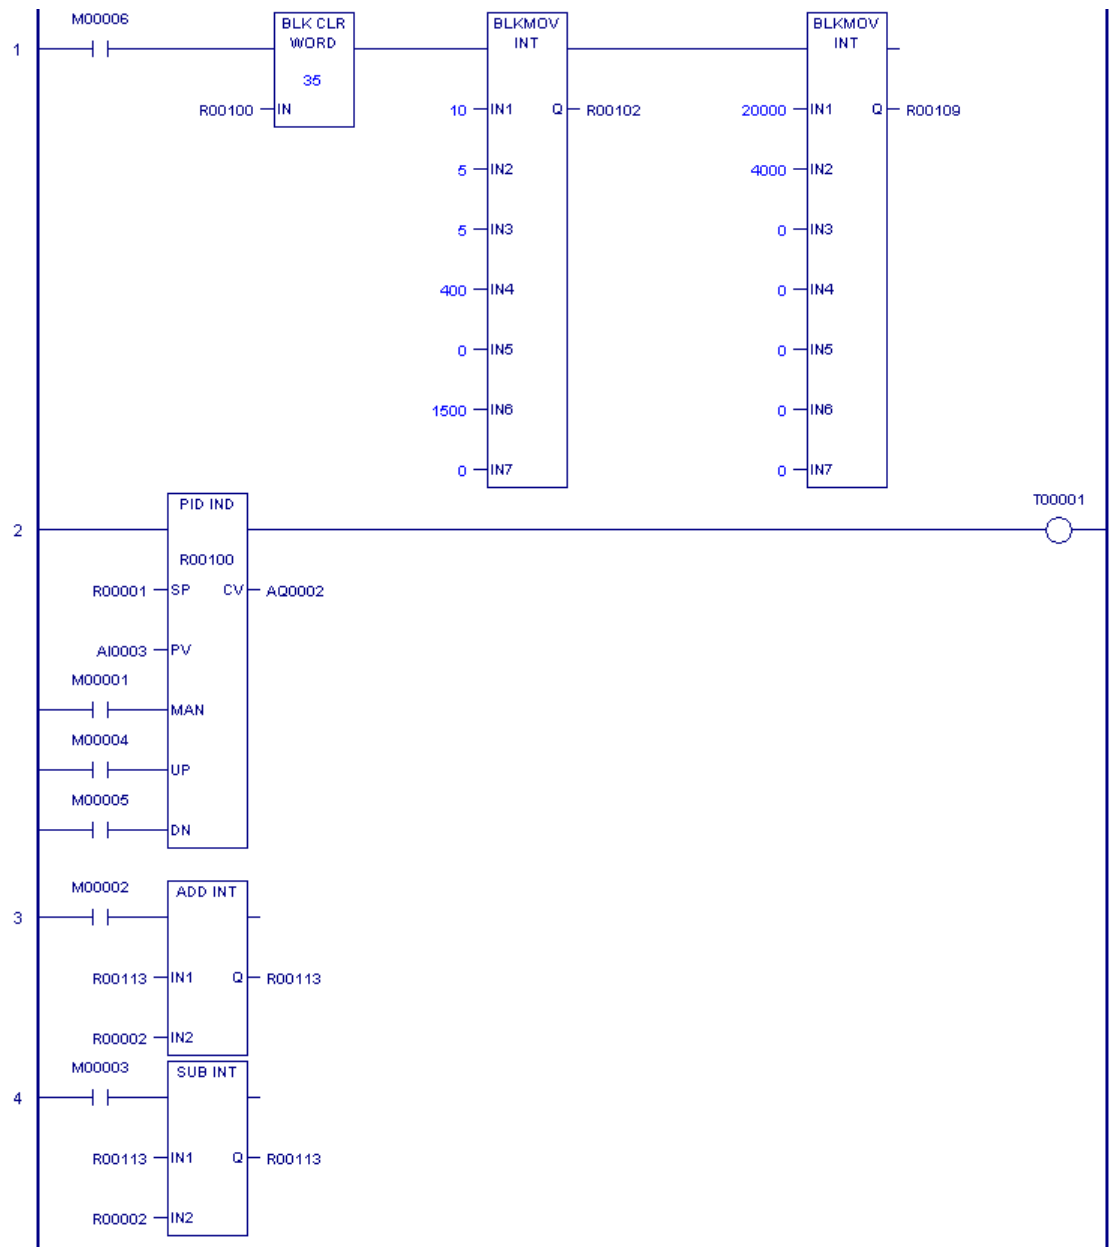 M00006
BLK CLR WORD 35
BLKMOV INT
BLKMOV INT
1
R00100 IN
10 IN1 Q R00102
20000 IN1 Q R00109
5 IN2
4000 IN2
5 IN3
0 IN3
400 IN4
0 IN4
0 IN5
0 IN5
1500 IN6
0 IN6
0 IN7
0 IN7
PID IND
T00001
2
R00100
R00001 SP CV AQ0002
AI0003 PV
M00001
MAN
M00004
UP
M00005
DN
M00002
ADD INT
3
R00113 IN1 Q R00113
R00002 IN2
M00003
SUB INT
4
R00113 IN1 Q R00113
R00002 IN2